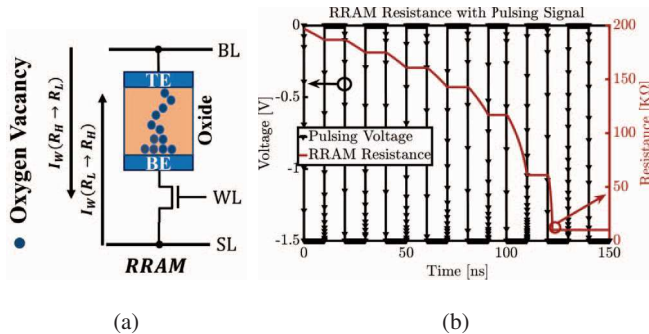 BL
TE
Oxide
BE
WL
SL
RRAM
Oxygen Vacancy
I_W(R_H → R_L)
I_W(R_L → R_H)
(a)
RRAM Resistance with Pulsing Signal
Voltage [V]
0
-0.5
-1
-1.5
Pulsing Voltage
RRAM Resistance
0
50
100
150
Time [ns]
200
150
100
50
0
Resistance [KΩ]
(b)